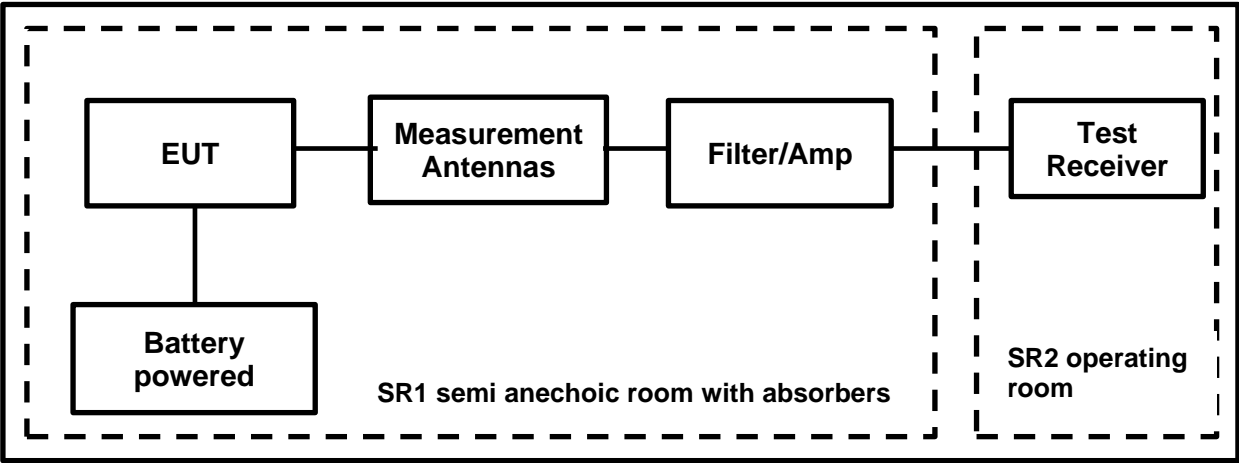 EUT
Measurement
Antennas
Filter/Amp
Test
Receiver
Battery
powered
SR1 semi anechoic room with absorbers
SR2 operating
room